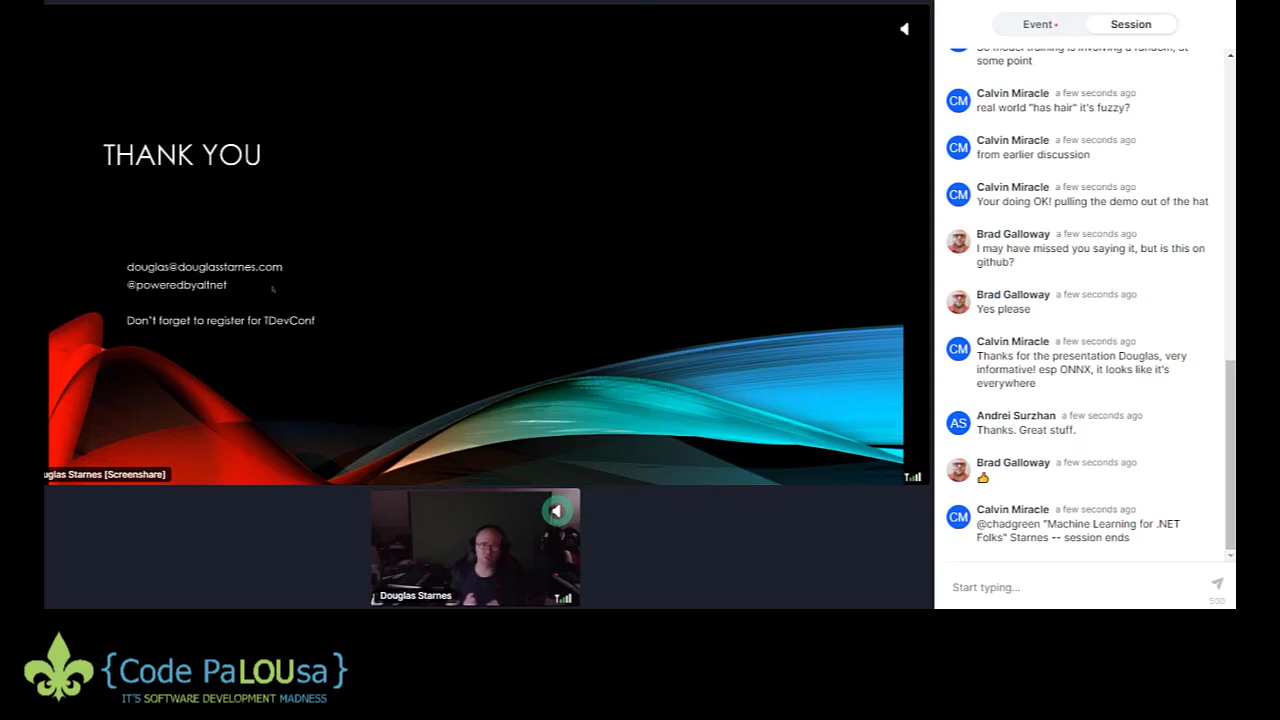 THANK YOU
douglas@douglasstarnes.com
@poweredbyaltnet
Don't forget to register for TDevConf
uglas Starnes [Screenshare]
Douglas Starnes
Event
Session
So model training is involving a random, at
some point
CM
Calvin Miracle a few seconds ago
real world "has hair" it's fuzzy?
CM
Calvin Miracle a few seconds ago
from earlier discussion
CM
Calvin Miracle a few seconds ago
Your doing OK! pulling the demo out of the hat
Brad Galloway a few seconds ago
I may have missed you saying it, but is this on
github?
Brad Galloway a few seconds ago
Yes please
CM
Calvin Miracle a few seconds ago
Thanks for the presentation Douglas, very
informative! esp ONNX, it looks like it's
everywhere
AS
Andrei Surzhan a few seconds ago
Thanks. Great stuff.
Brad Galloway a few seconds ago
👍
CM
Calvin Miracle a few seconds ago
@chadgreen "Machine Learning for .NET
Folks" Starnes -- session ends
Start typing...
500
{Code PaLOUsa}
IT'S SOFTWARE DEVELOPMENT MADNESS